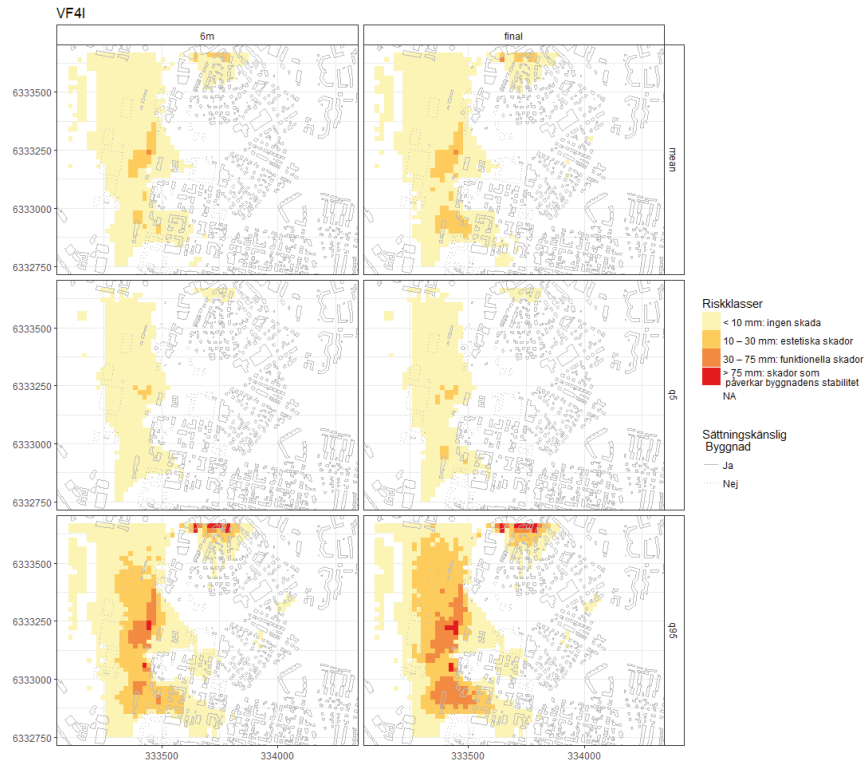 VF4I
6m
final
6333500
6333250
6333000
6332750
mean
6333500
6333250
6333000
6332750
q5
6333500
6333250
6333000
6332750
q95
333500
334000
333500
334000
Riskklasser
< 10 mm: ingen skada
10 – 30 mm: estetiska skador
30 – 75 mm: funktionella skador
> 75 mm: skador som
påverkar byggnadens stabilitet
NA
Sättningskänslig
Byggnad
Ja
Nej